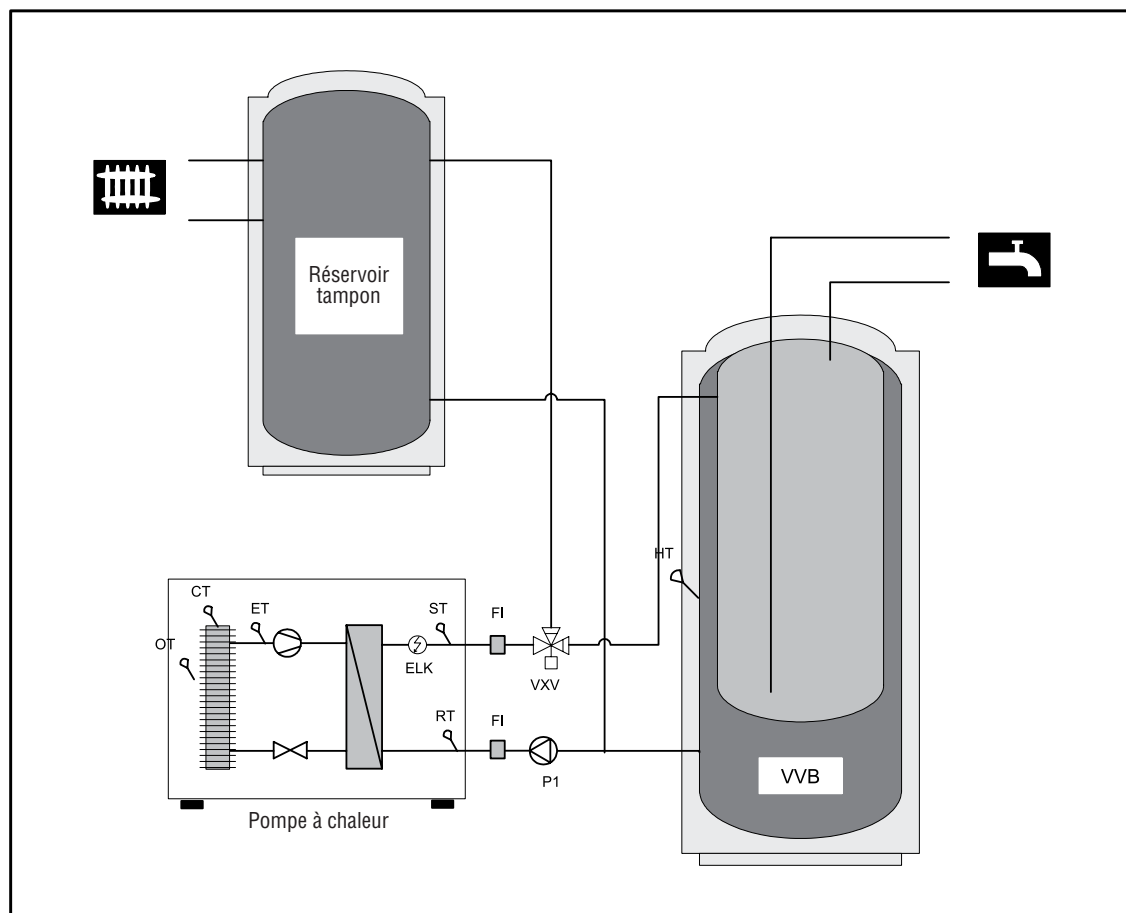 Réservoir
tampon
HT
CT
ET
ST
FI
OT
ELK
VXV
RT
FI
P1
VVB
Pompe à chaleur